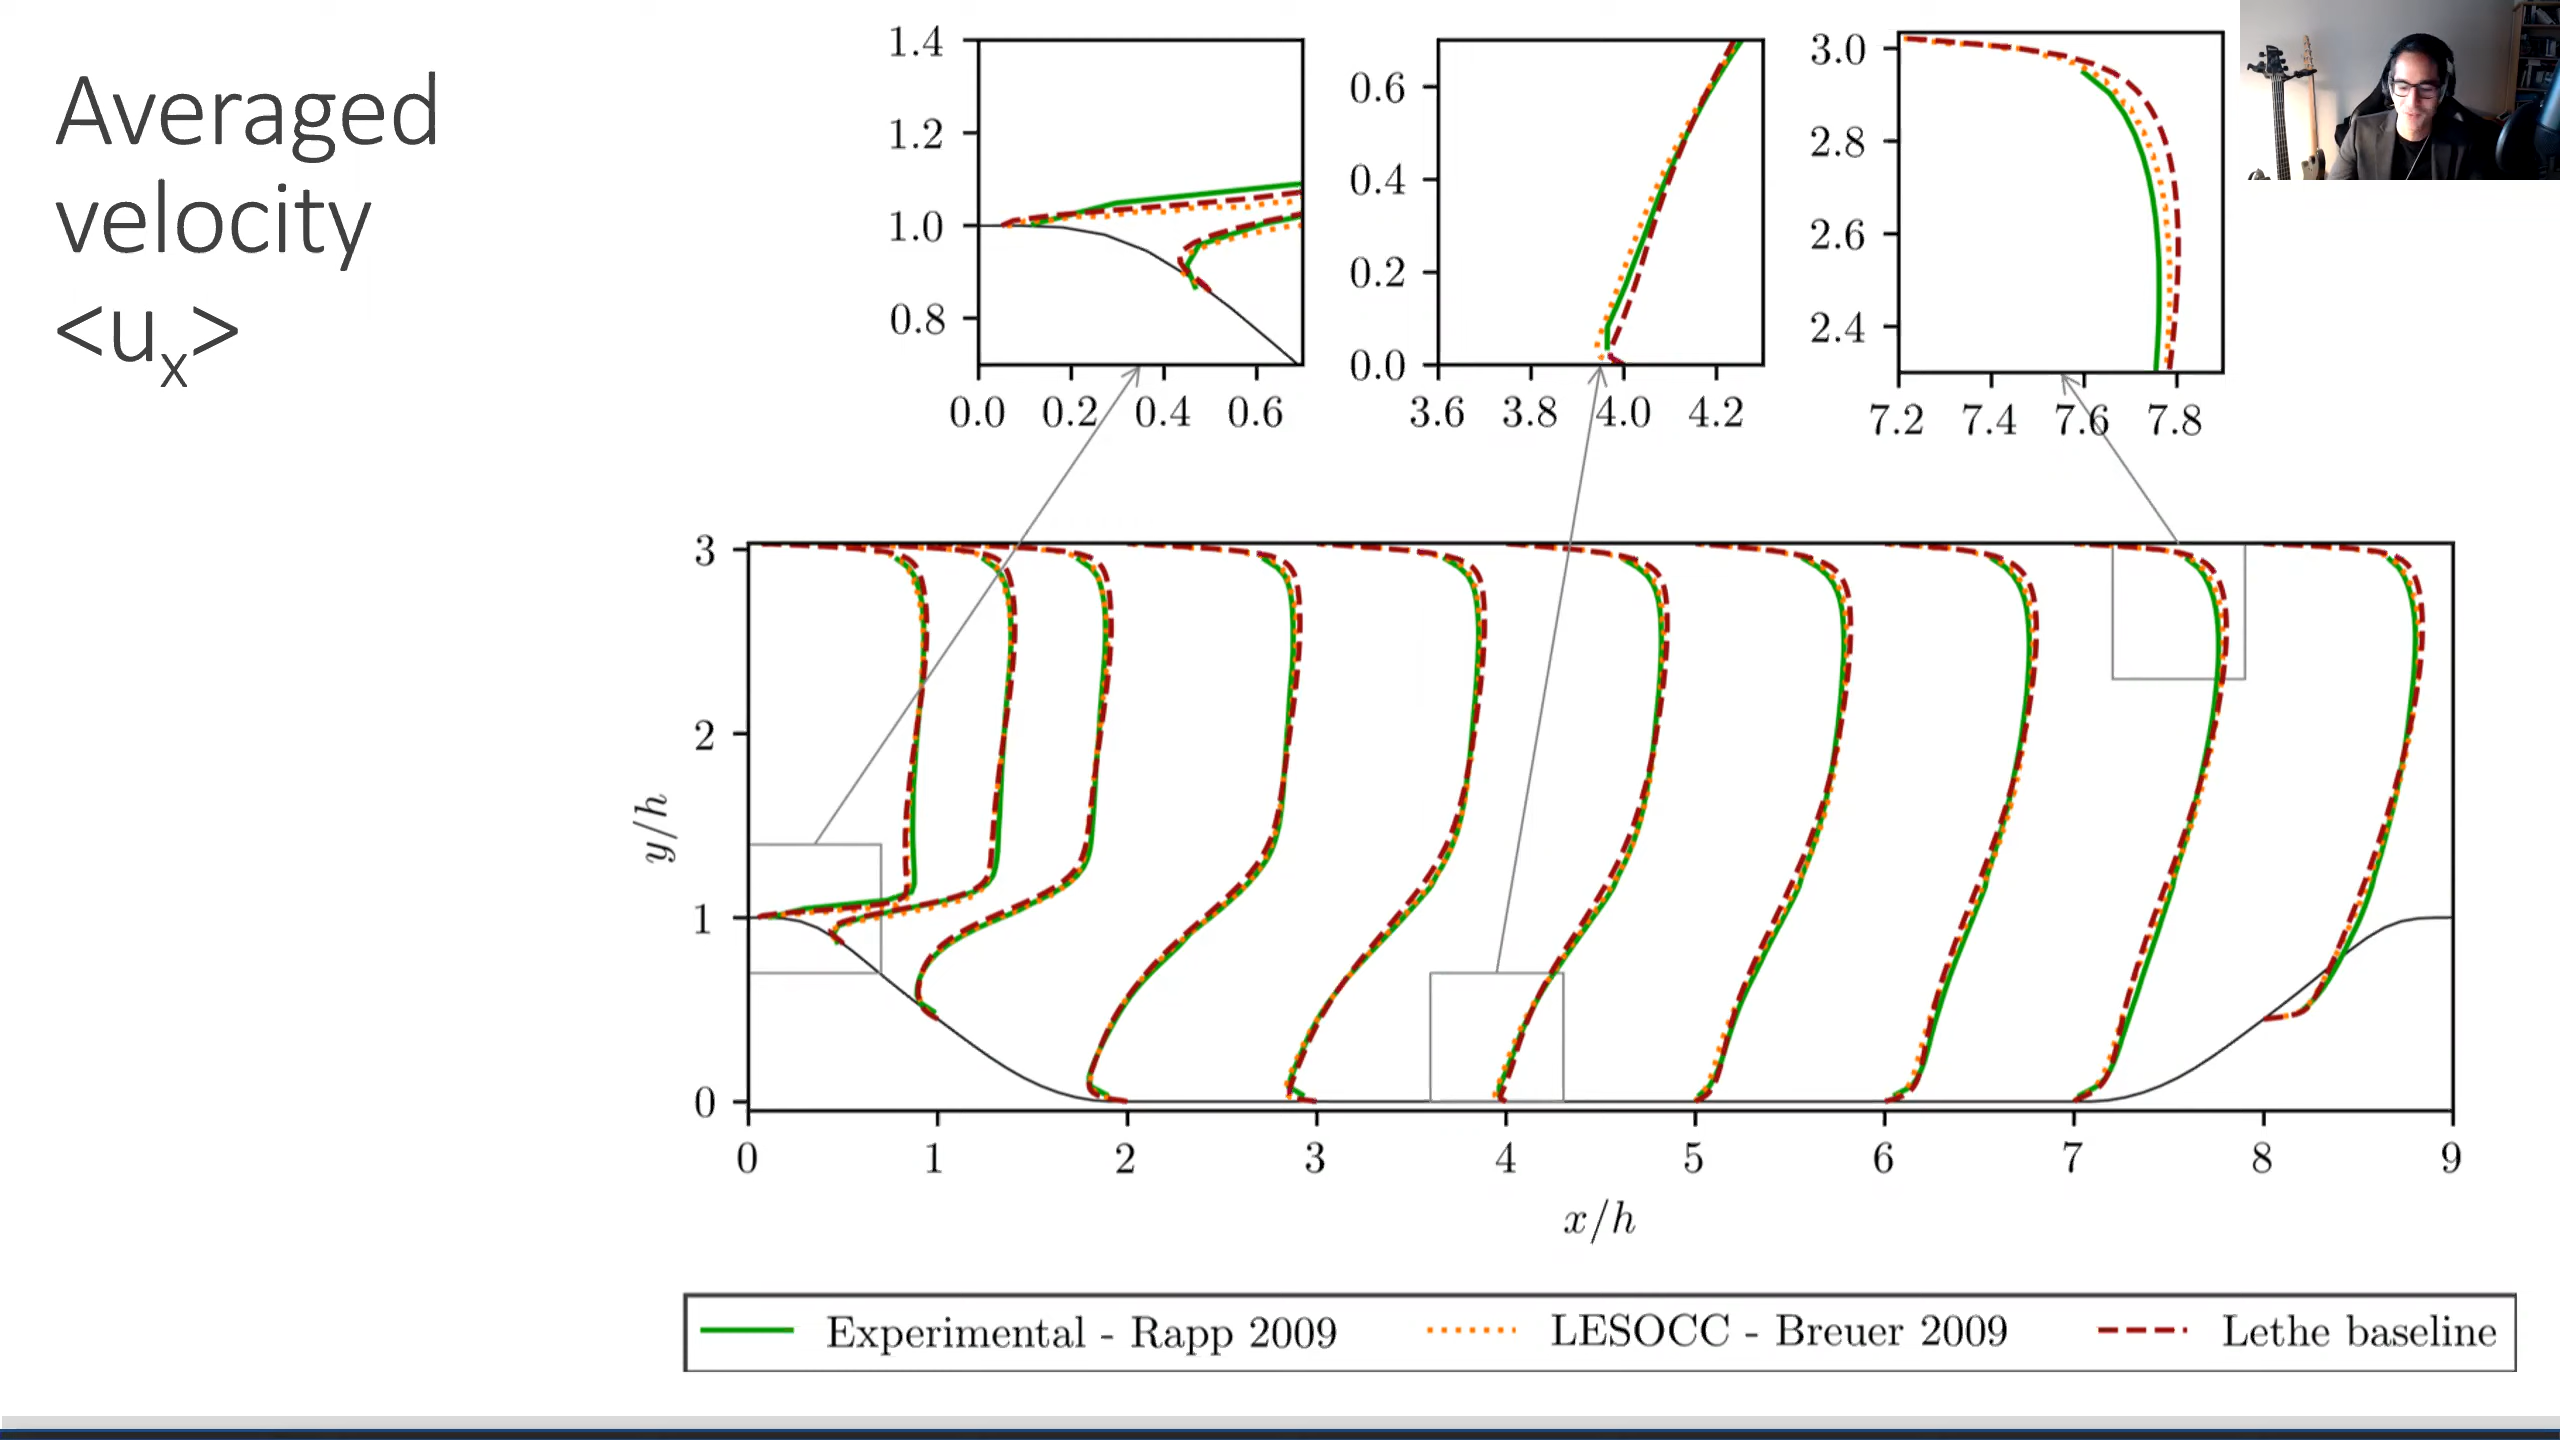 Averaged
velocity
<uₓ>
1.4
1.2
1.0
0.8
0.0 0.2 0.4 0.6
0.6
0.4
0.2
0.0
3.6 3.8 4.0 4.2
3.0
2.8
2.6
2.4
7.2 7.4 7.6 7.8
3
2
1
0
y/h
0 1 2 3 4 5 6 7 8 9
x/h
Experimental - Rapp 2009 LESOCC - Breuer 2009 Lethe baseline